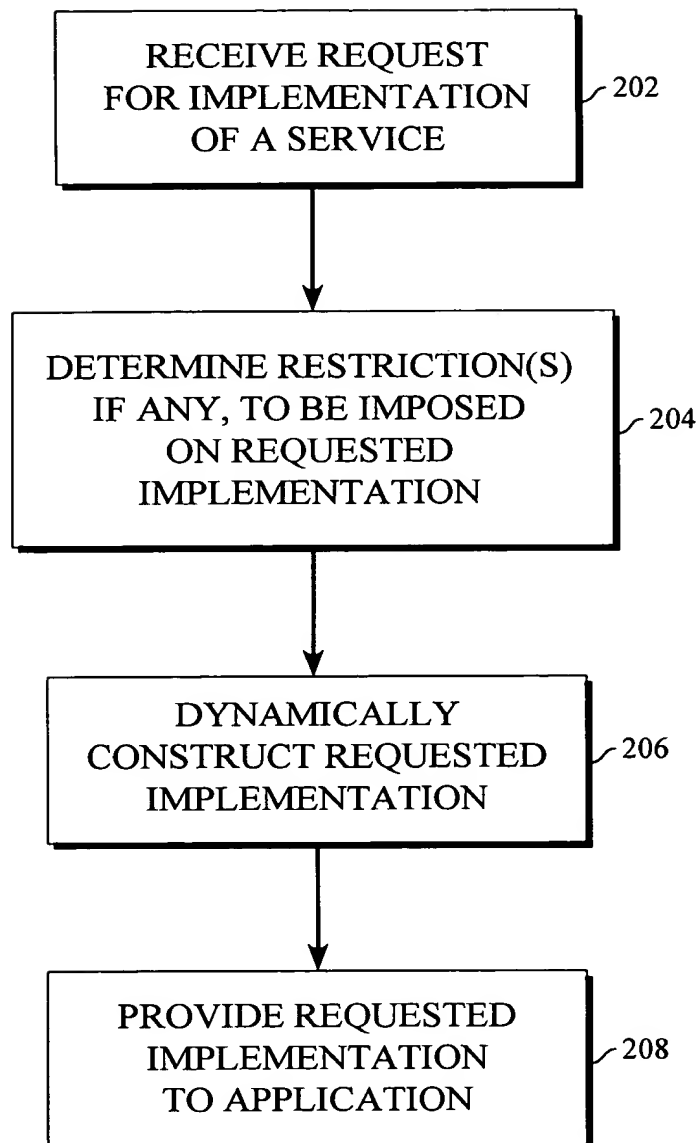 RECEIVE REQUEST
FOR IMPLEMENTATION
OF A SERVICE
202
DETERMINE RESTRICTION(S)
IF ANY, TO BE IMPOSED
ON REQUESTED
IMPLEMENTATION
204
DYNAMICALLY
CONSTRUCT REQUESTED
IMPLEMENTATION
206
PROVIDE REQUESTED
IMPLEMENTATION
TO APPLICATION
208